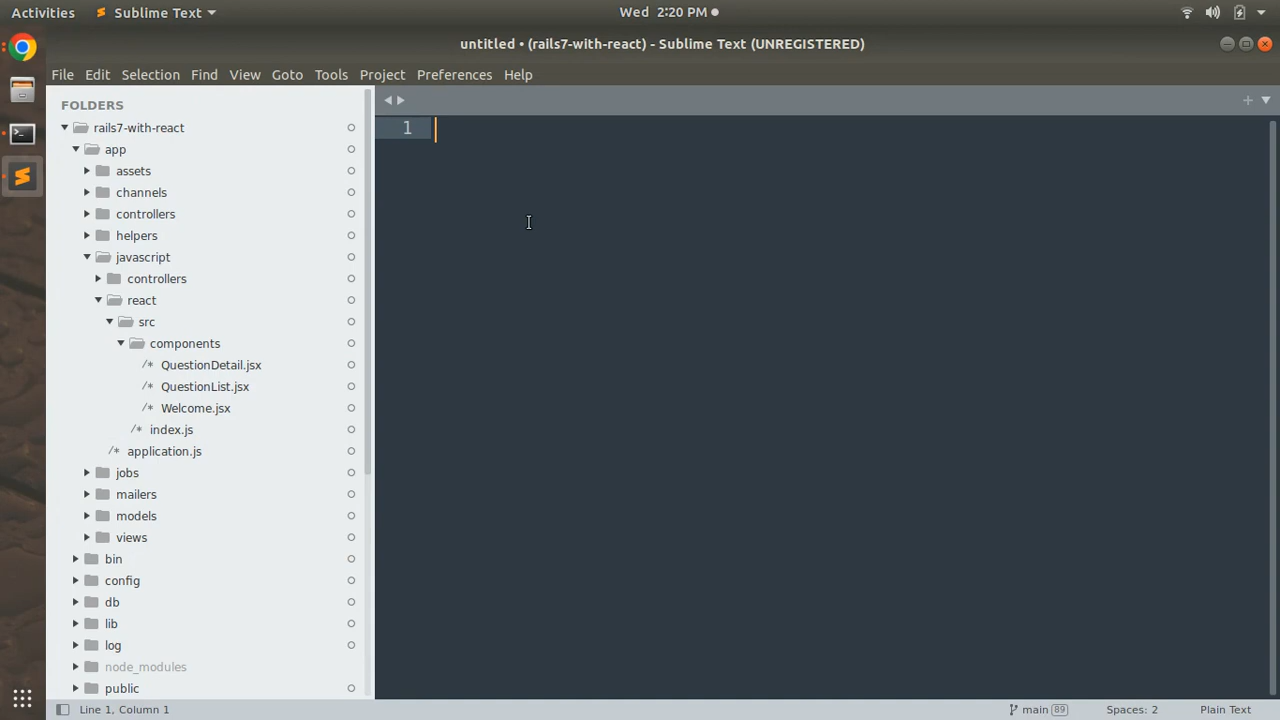 Activities Sublime Text Wed 2:20 PM
untitled • (rails7-with-react) - Sublime Text (UNREGISTERED)
File Edit Selection Find View Goto Tools Project Preferences Help
FOLDERS
rails7-with-react
1
app
assets
channels
controllers
helpers
javascript
controllers
react
src
components
/* QuestionDetail.jsx
/* QuestionList.jsx
/* Welcome.jsx
/* index.js
/* application.js
jobs
mailers
models
views
bin
config
db
lib
log
node_modules
public
Line 1, Column 1 main 89 Spaces: 2 Plain Text